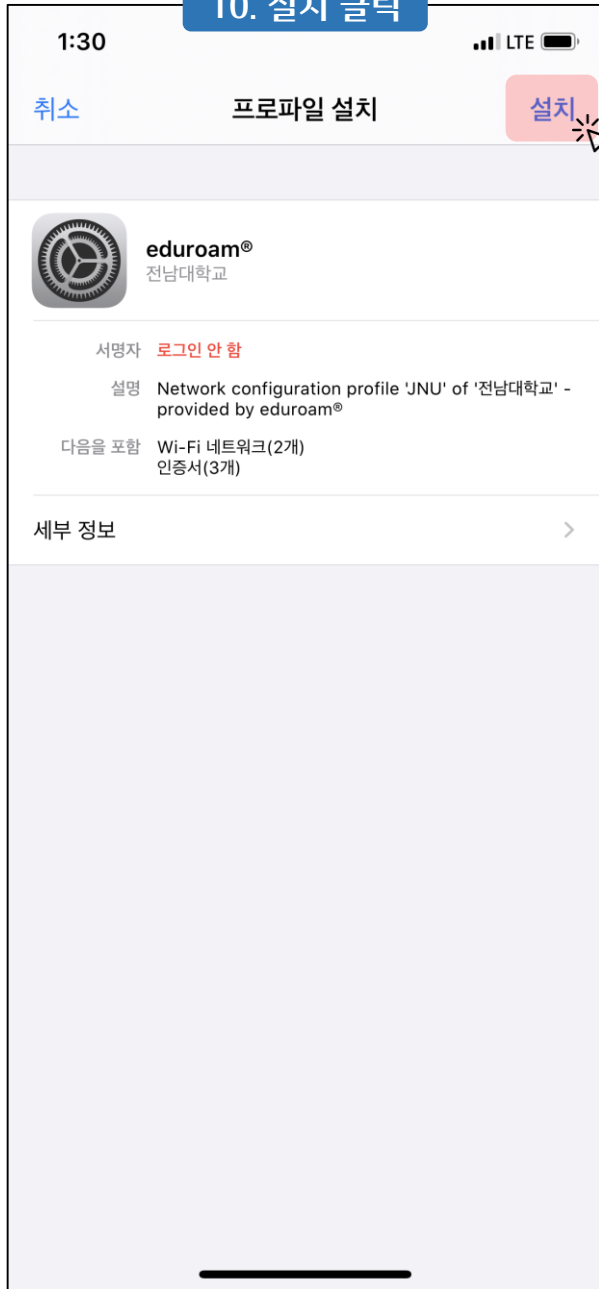 10. 설치 클릭
1:30
LTE
취소
프로파일 설치
설치
eduroam®
전남대학교
서명자 로그인 안 함
설명 Network configuration profile 'JNU' of '전남대학교' -
provided by eduroam®
다음을 포함 Wi-Fi 네트워크(2개)
인증서(3개)
세부 정보